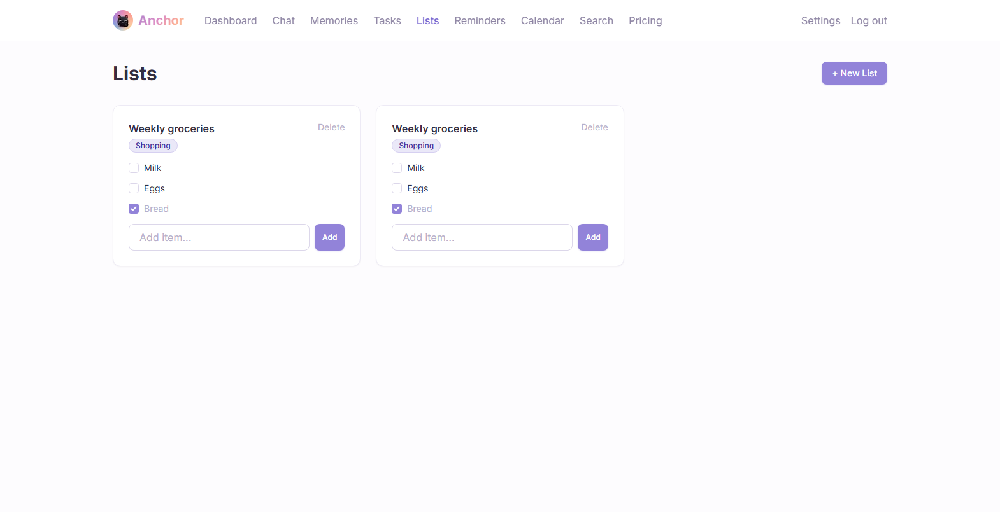 Anchor Dashboard Chat Memories Tasks Lists Reminders Calendar Search Pricing Settings Log out
Lists
+ New List
Weekly groceries
Delete
Shopping
Milk
Eggs
Bread
Add item...
Add
Weekly groceries
Delete
Shopping
Milk
Eggs
Bread
Add item...
Add